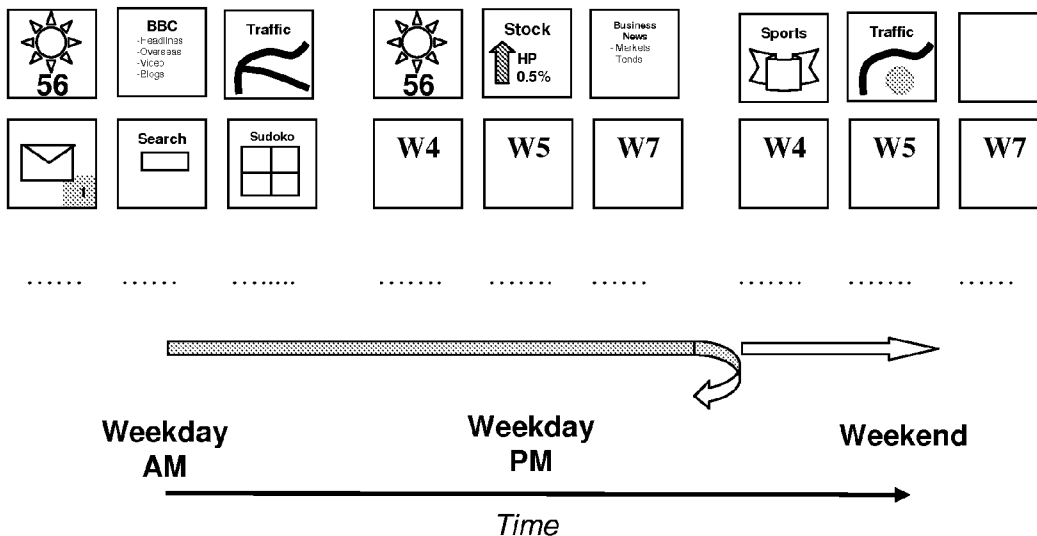 56
BBC
-Headlines
-Overseas
-Video
-Blogs
Traffic
56
Stock
HP
0.5%
Business
News
- Markets
Sports
Traffic
1
Search
Sudoko
W4
W5
W7
W4
W5
W7
...... ...... ........ ....... ....... ...... ....... ....... ......
Weekday
AM
Weekday
PM
Weekend
Time